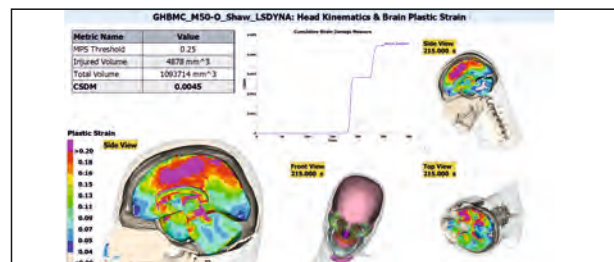 GHBMC_M50-O_Shaw_LSDYNA: Head Kinematics & Brain Plastic Strain
Metric Name Value
MPS Threshold 0.25
Injured Volume 4878 mm^3
Total Volume 1093714 mm^3
CSDM 0.0045
Cumulative Strain Damage Measure
Side View
215.000 s
Plastic Strain
Side View
>0.20
0.18
0.16
0.15
0.13
0.11
0.09
0.07
0.05
0.04
Front View
215.000 s
Top View
215.000 s